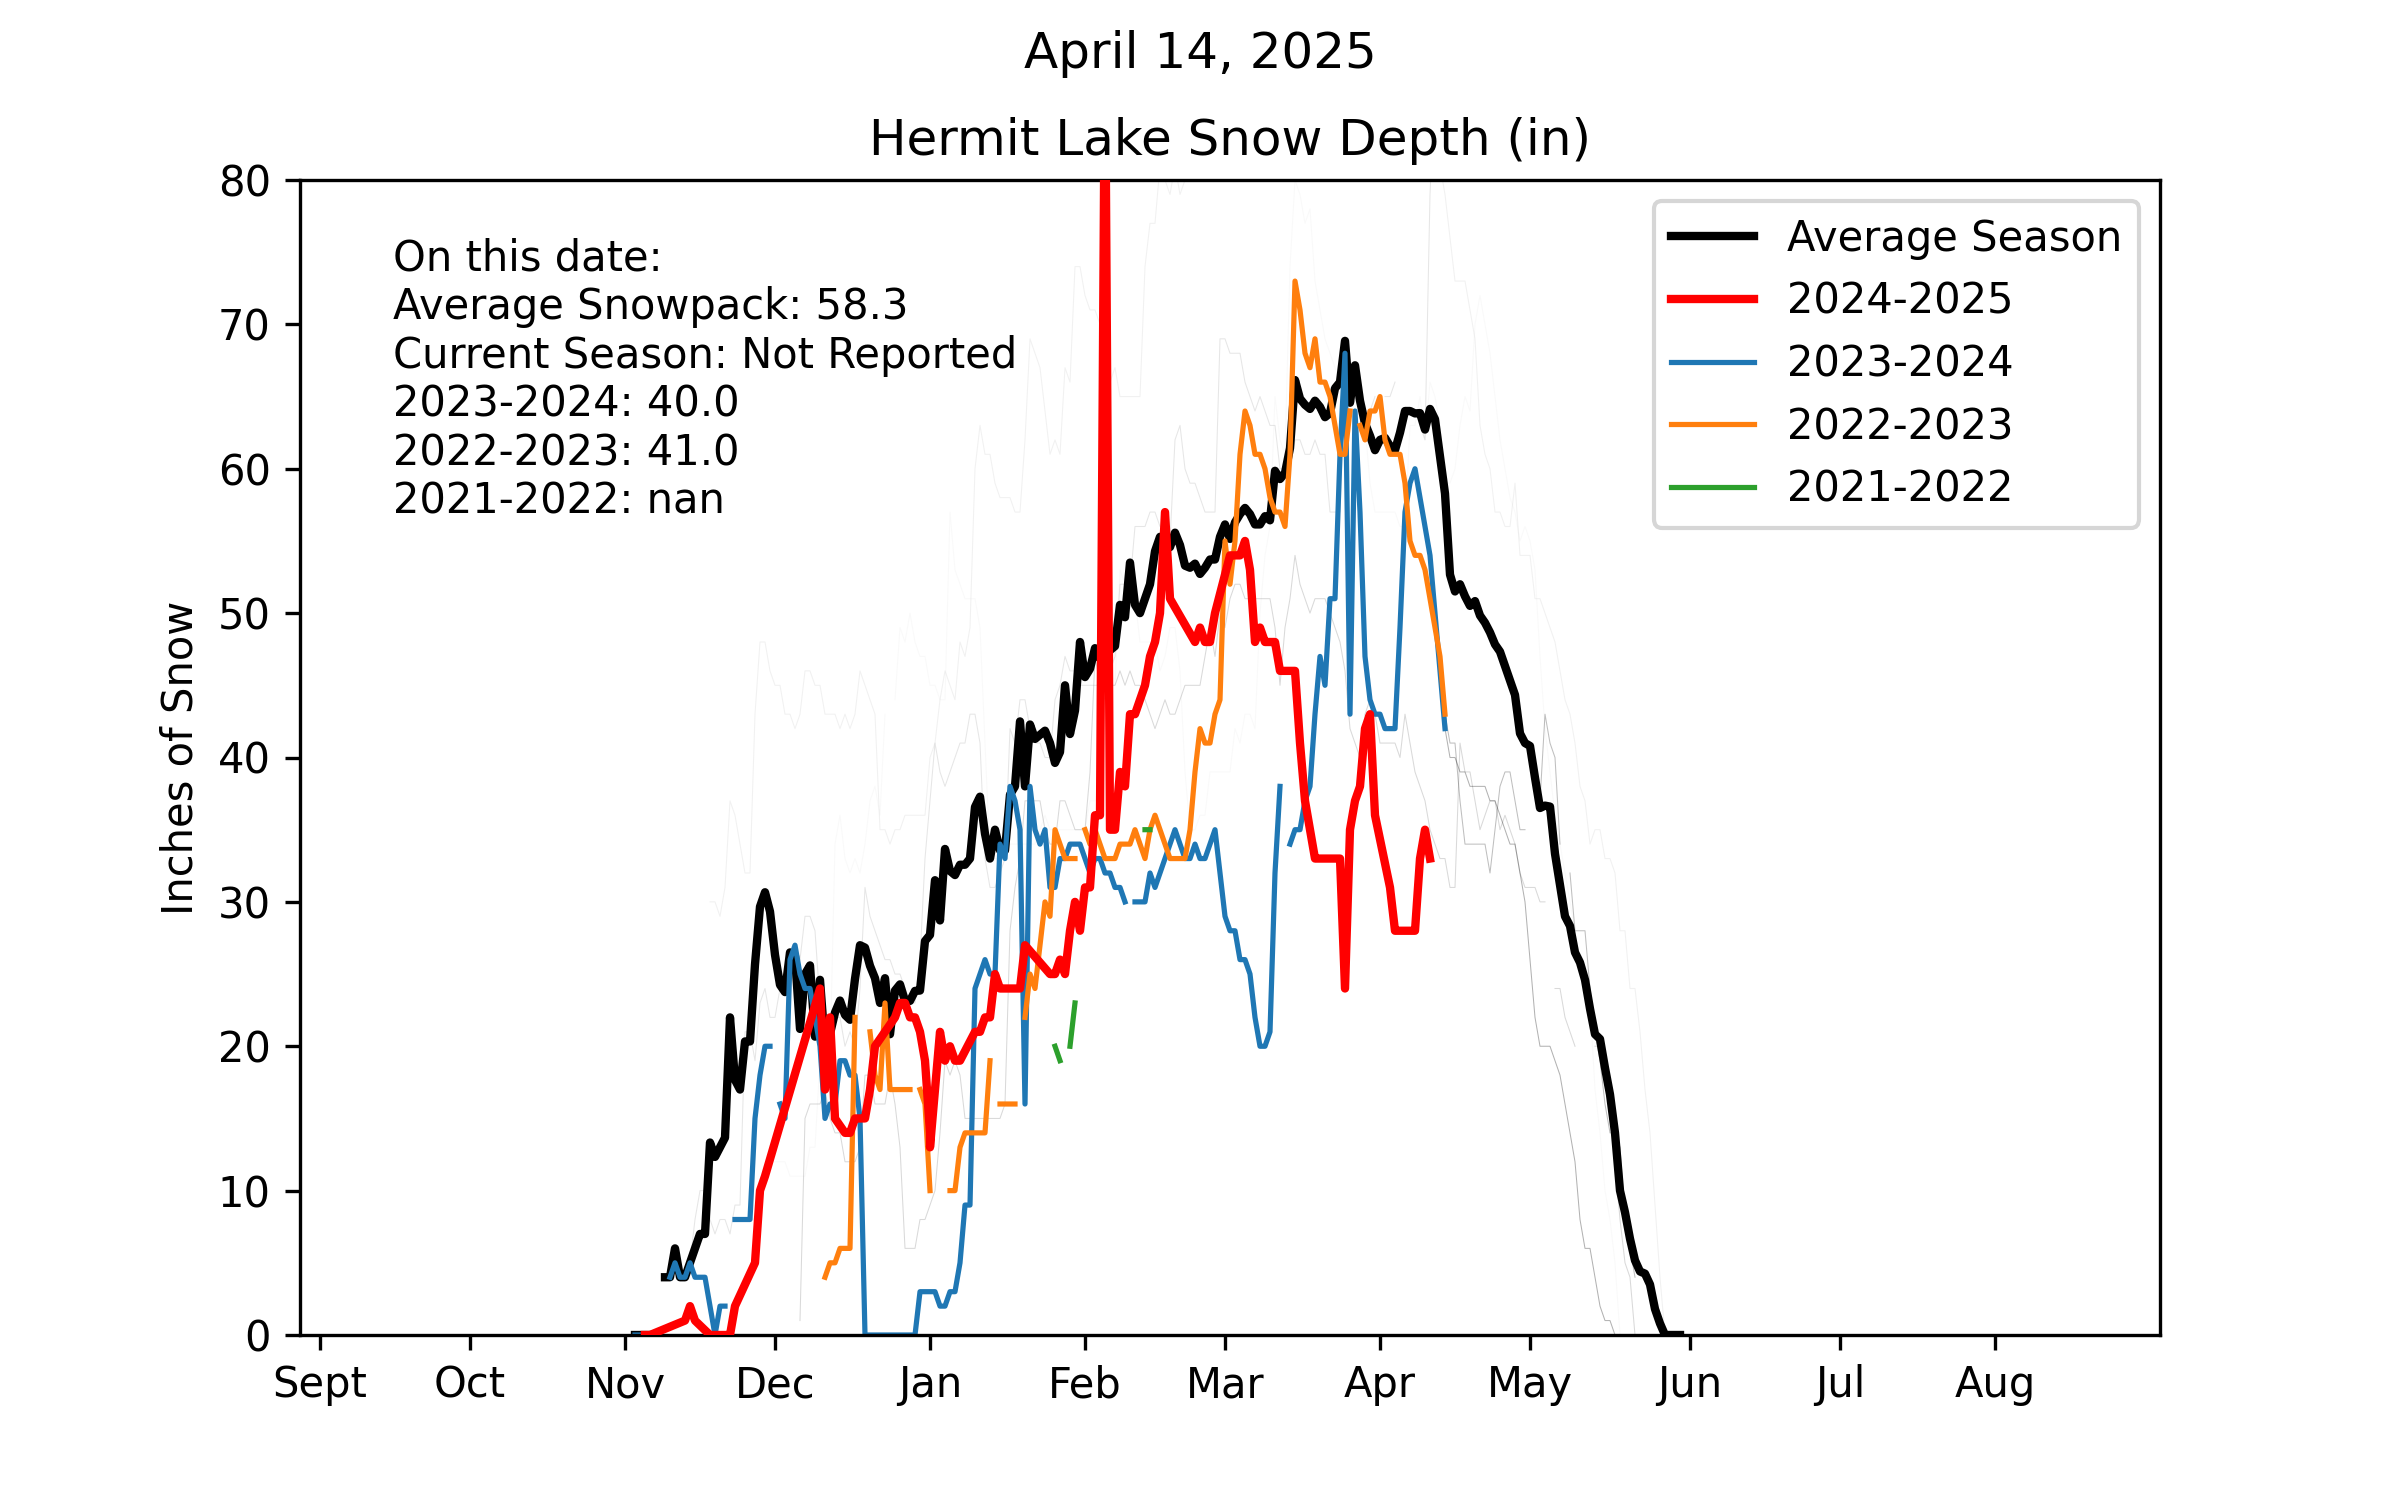 April 14, 2025
Hermit Lake Snow Depth (in)
80
70
60
50
40
30
20
10
0
Inches of Snow
On this date:
Average Snowpack: 58.3
Current Season: Not Reported
2023-2024: 40.0
2022-2023: 41.0
2021-2022: nan
Average Season
2024-2025
2023-2024
2022-2023
2021-2022
Sept Oct Nov Dec Jan Feb Mar Apr May Jun Jul Aug